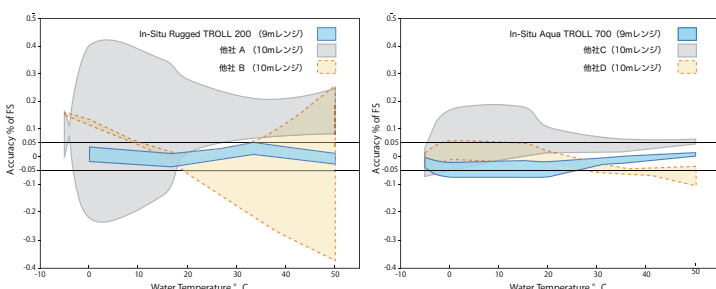 0.5
0.4
0.3
0.2
0.1
0.05
0
-0.05
-0.1
-0.2
-0.3
-0.4
Accuracy % of FS
In-Situ Rugged TROLL 200 （9mレンジ）
他社 A （10mレンジ）
他社 B （10mレンジ）
-10 0 10 20 30 40 50
Water Temperature ° C
0.5
0.4
0.3
0.2
0.1
0.05
0
-0.05
-0.1
-0.2
-0.3
-0.4
Accuracy % of FS
In-Situ Aqua TROLL 700（9mレンジ）
他社C（10mレンジ）
他社D（10mレンジ）
-10 0 10 20 30 40 50
Water Temperature ° C